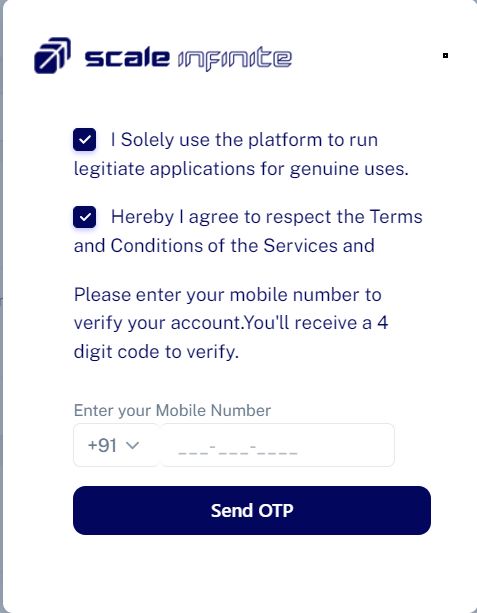 scale infinite
I Solely use the platform to run
legitiate applications for genuine uses.
Hereby I agree to respect the Terms
and Conditions of the Services and
Please enter your mobile number to
verify your account.You'll receive a 4
digit code to verify.
Enter your Mobile Number
+91 ___-___-____
Send OTP